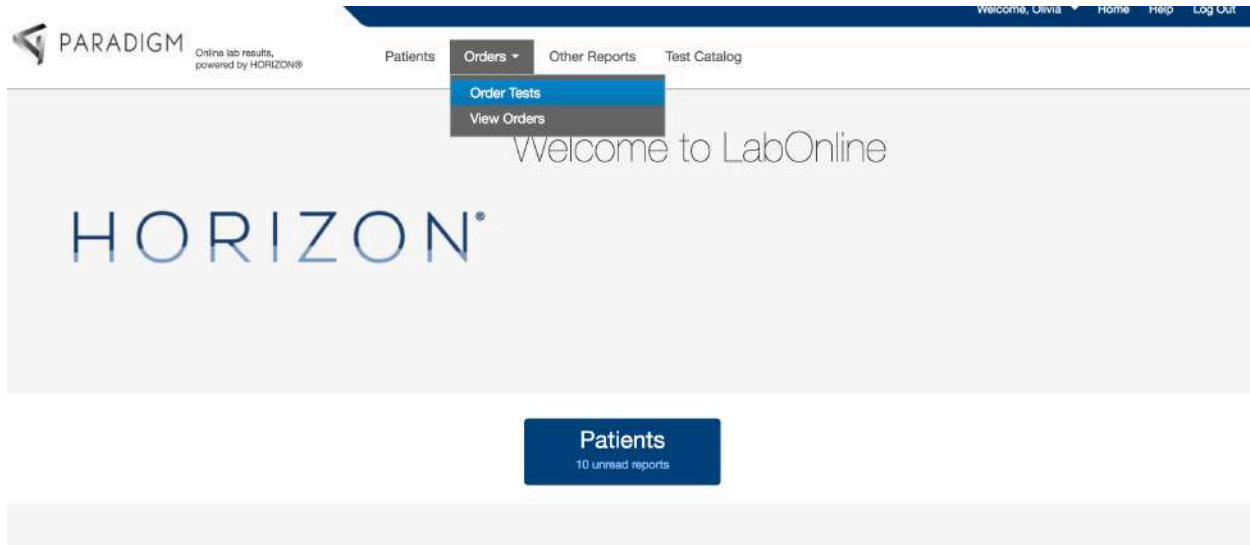 Welcome, Olivia Home Help Log Out
PARADIGM
Online lab results,
powered by HORIZON®
Patients Orders Other Reports Test Catalog
Order Tests
View Orders
Welcome to LabOnline
HORIZON®
Patients
10 unread reports